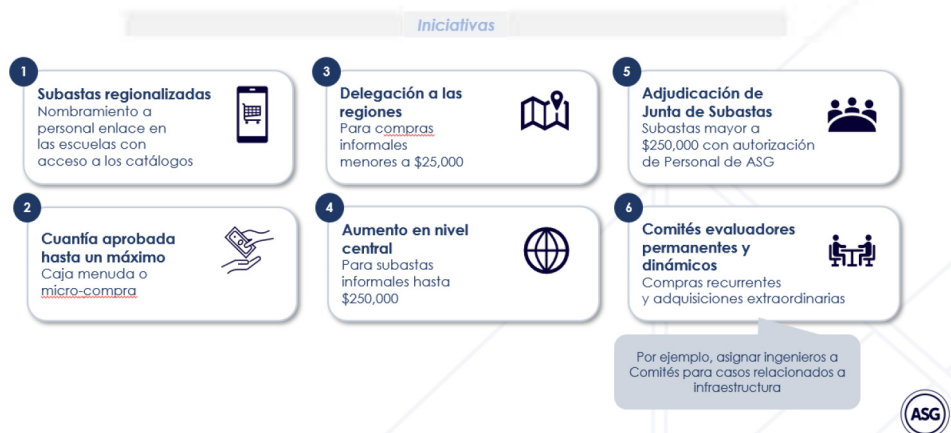 Iniciativas
1
Subastas regionalizadas
Nombramiento a
personal enlace en
las escuelas con
acceso a los catálogos
2
Cuantía aprobada
hasta un máximo
Caja menuda o
micro-compra
3
Delegación a las
regiones
Para compras
informales
menores a $25,000
4
Aumento en nivel
central
Para subastas
informales hasta
$250,000
5
Adjudicación de
Junta de Subastas
Subastas mayor a
$250,000 con autorización
de Personal de ASG
6
Comités evaluadores
permanentes y
dinámicos
Compras recurrentes
y adquisiciones extraordinarias
Por ejemplo, asignar ingenieros a
Comités para casos relacionados a
infraestructura
ASG